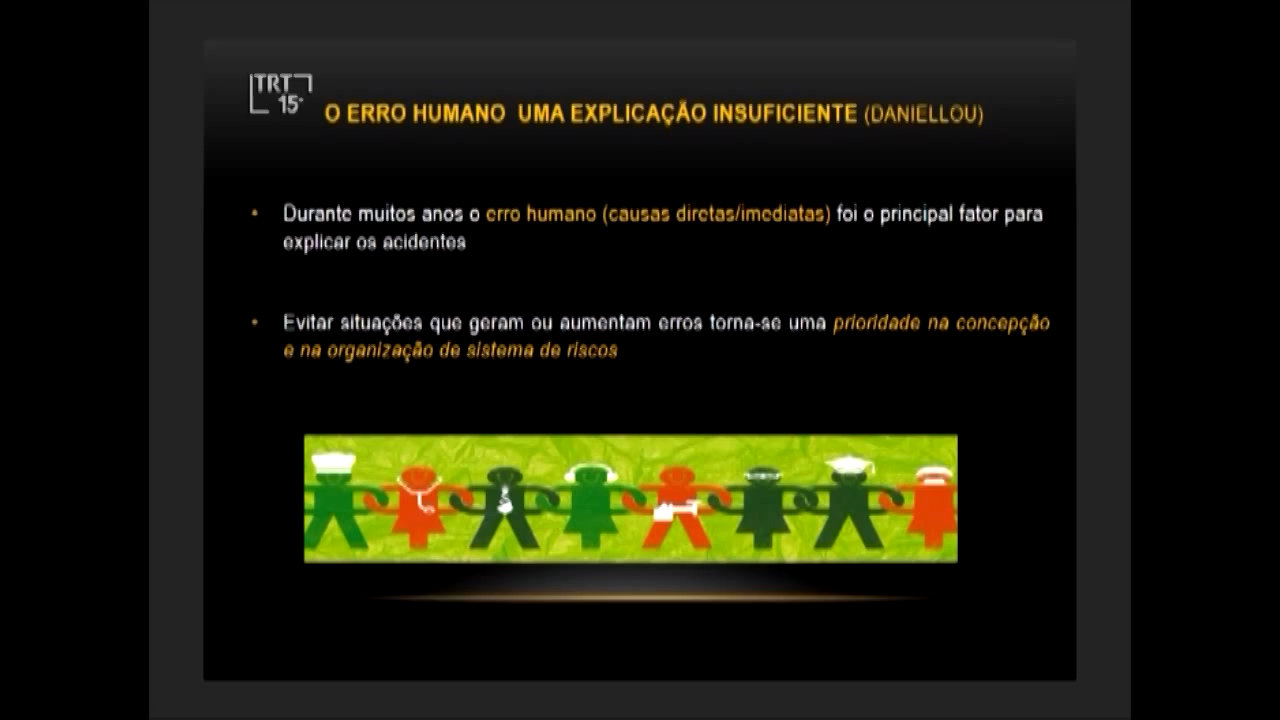 TRT
15ª
O ERRO HUMANO UMA EXPLICAÇÃO INSUFICIENTE (DANIELLOU)
• Durante muitos anos o erro humano (causas diretas/imediatas) foi o principal fator para
explicar os acidentes
• Evitar situações que geram ou aumentam erros torna-se uma prioridade na concepção
e na organização de sistema de riscos